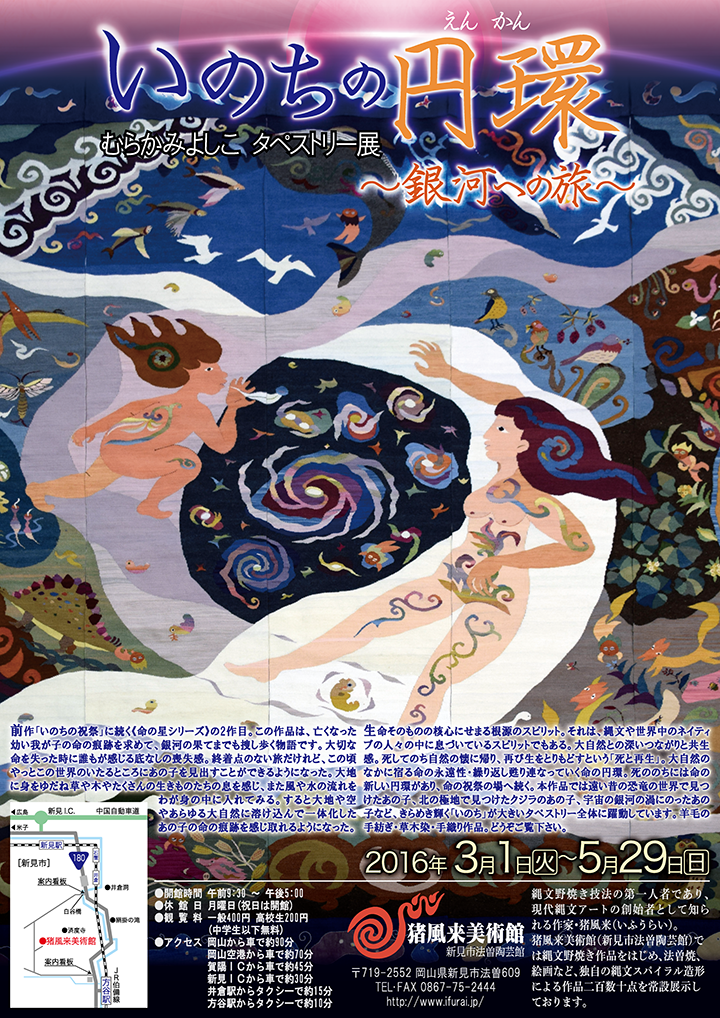 えん かん
いのちの円環
むらかみよしこ タペストリー展
～銀河への旅～
前作「いのちの祝祭」に続く《命の星シリーズ》の2作目。この作品は、亡くなった
幼い我が子の命の痕跡を求めて、銀河の果てまでも捜し歩く物語です。大切な
命を失った時に誰もが感じる底なしの喪失感。終着点のない旅だけれど、この頃
やっとこの世界のいたるところにあの子を見出すことができるようになった。大地
に身をゆだね草や木やたくさんの生きものたちの息を感じ、また風や水の流れを
わが身の中に入れてみる。すると大地や空
やあらゆる大自然に溶け込んで一体化した
あの子の命の痕跡を感じ取れるようになった。
生命そのものの核心にせまる根源のスピリット。それは、縄文や世界中のネイティ
ブの人々の中に息づいているスピリットでもある。大自然との深いつながりと共生
感。死してのち自然の懐に帰り、再び生をとりもどすという「死と再生」。大自然の
なかに宿る命の永遠性・繰り返し甦り連なっていく命の円環。死ののちには命の
新しい円環があり、命の祝祭の場へ続く。本作品では遠い昔の恐竜の世界で見つ
けたあの子、北の極地で見つけたクジラのあの子、宇宙の銀河の渦にのったあの
子など、きらめき輝く「いのち」が大きいタペストリー全体に躍動しています。羊毛の
手紡ぎ・草木染・手織り作品。どうぞご覧下さい。
2016年 3月1日火～5月29日日
広島
新見I.C.
中国自動車道
米子
新見駅
[新見市]
180
案内看板
井倉駅
井倉洞
白谷橋
絹掛の滝
済度寺
猪風来美術館
案内看板
方谷駅
JR伯備線
●開館時間 午前9:30 ～ 午後5:00
●休館日 月曜日(祝日は開館)
●観覧料 一般400円 高校生200円
(中学生以下無料)
●アクセス 岡山から車で約90分
岡山空港から車で約70分
賀陽ICから車で約45分
新見ICから車で約30分
井倉駅からタクシーで約15分
方谷駅からタクシーで約10分
猪風来美術館
新見市法曽陶芸館
〒719-2552 岡山県新見市法曽609
TEL・FAX 0867-75-2444
http://www.ifurai.jp/
縄文野焼き技法の第一人者であり、
現代縄文アートの創始者として知ら
れる作家・猪風来(いふうらい)。
猪風来美術館(新見市法曽陶芸館)で
は縄文野焼き作品をはじめ、法曽焼、
絵画など、独自の縄文スパイラル造形
による作品二百数十点を常設展示し
ております。